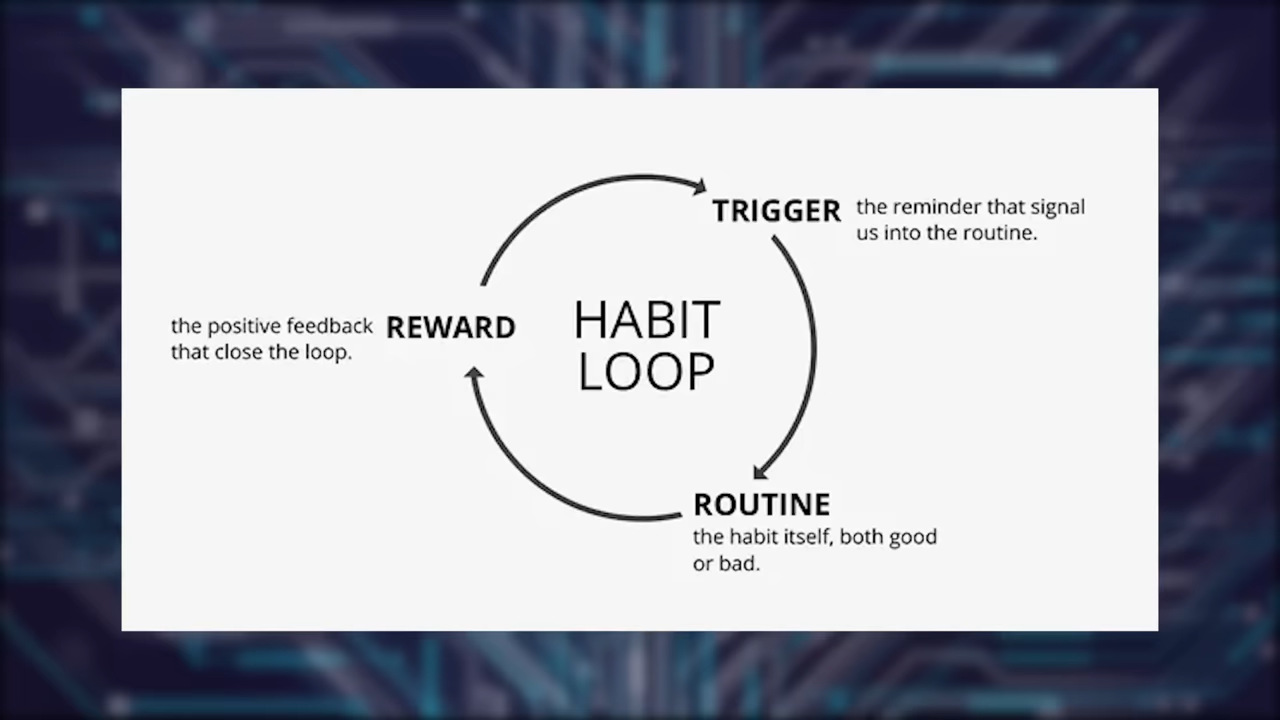 TRIGGER
the reminder that signal
us into the routine.
the positive feedback
that close the loop.
REWARD
HABIT
LOOP
ROUTINE
the habit itself, both good
or bad.